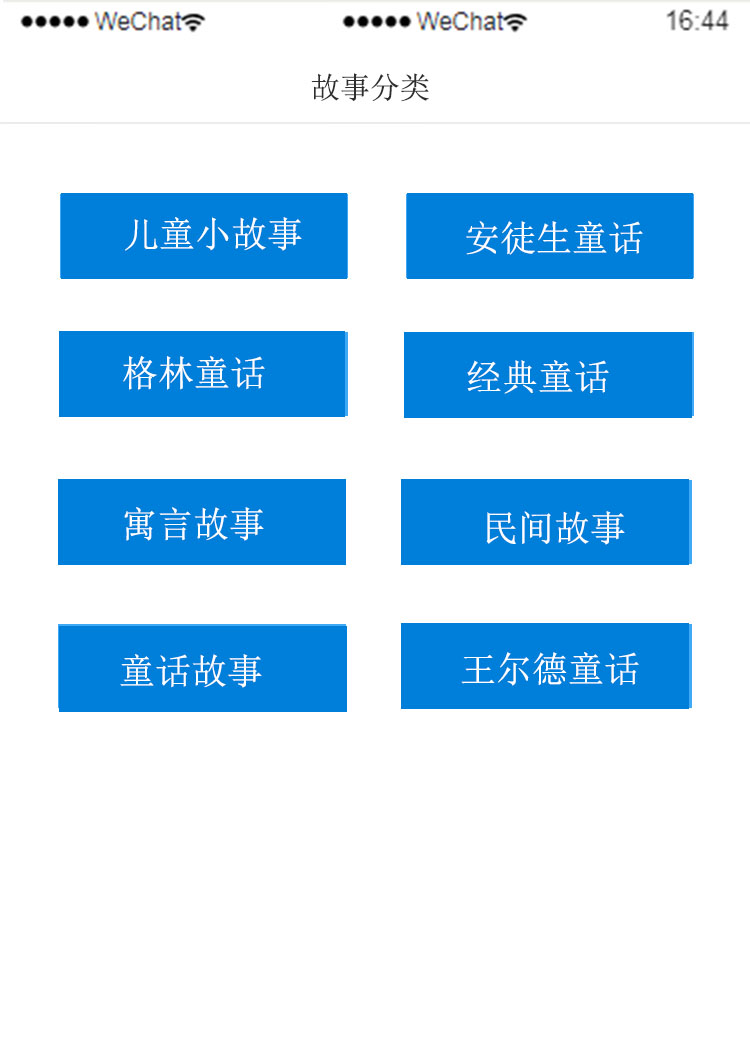 ●●●●● WeChat ●●●●● WeChat 16:44
故事分类
儿童小故事 安徒生童话
格林童话 经典童话
寓言故事 民间故事
童话故事 王尔德童话